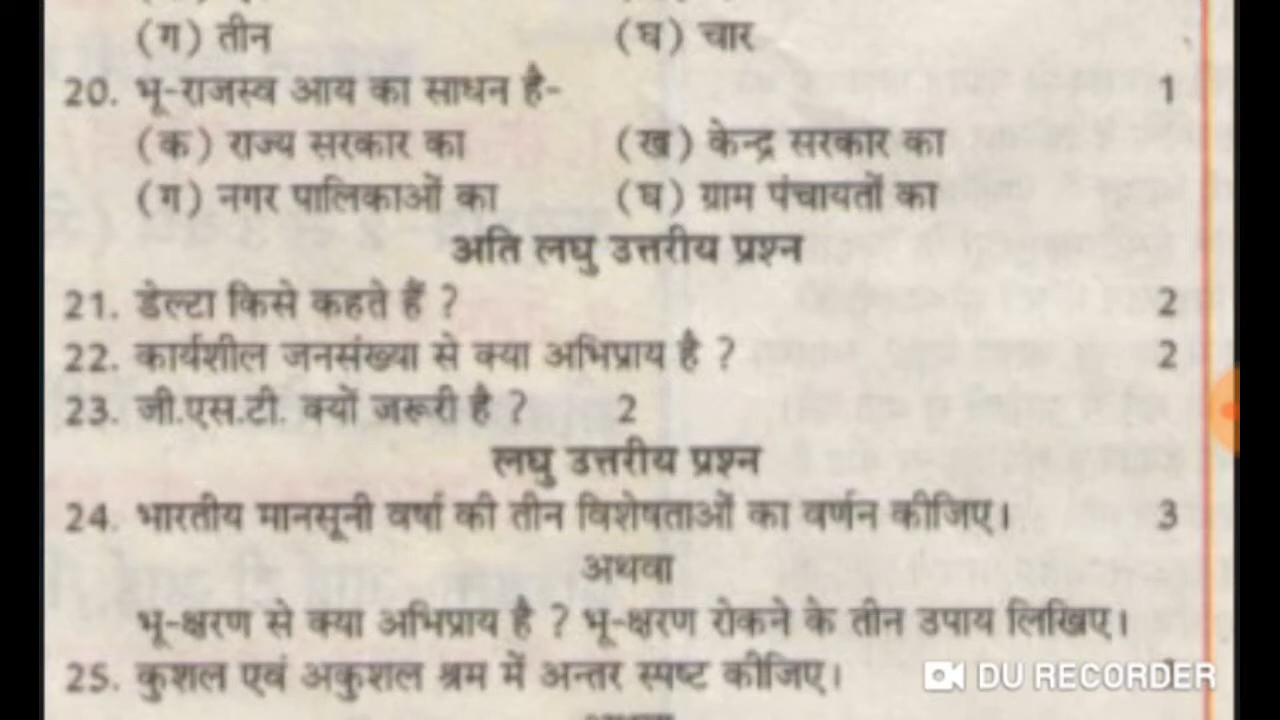 (ग) तीन (घ) चार
20. भू-राजस्व आय का साधन है- 1
(क) राज्य सरकार का (ख) केन्द्र सरकार का
(ग) नगर पालिकाओं का (घ) ग्राम पंचायतों का
अति लघु उत्तरीय प्रश्न
21. डेल्टा किसे कहते हैं ? 2
22. कार्यशील जनसंख्या से क्या अभिप्राय है ? 2
23. जी.एस.टी. क्यों जरूरी है ? 2
लघु उत्तरीय प्रश्न
24. भारतीय मानसूनी वर्षा की तीन विशेषताओं का वर्णन कीजिए। 3
अथवा
भू-क्षरण से क्या अभिप्राय है ? भू-क्षरण रोकने के तीन उपाय लिखिए।
25. कुशल एवं अकुशल श्रम में अन्तर स्पष्ट कीजिए।
DU RECORDER